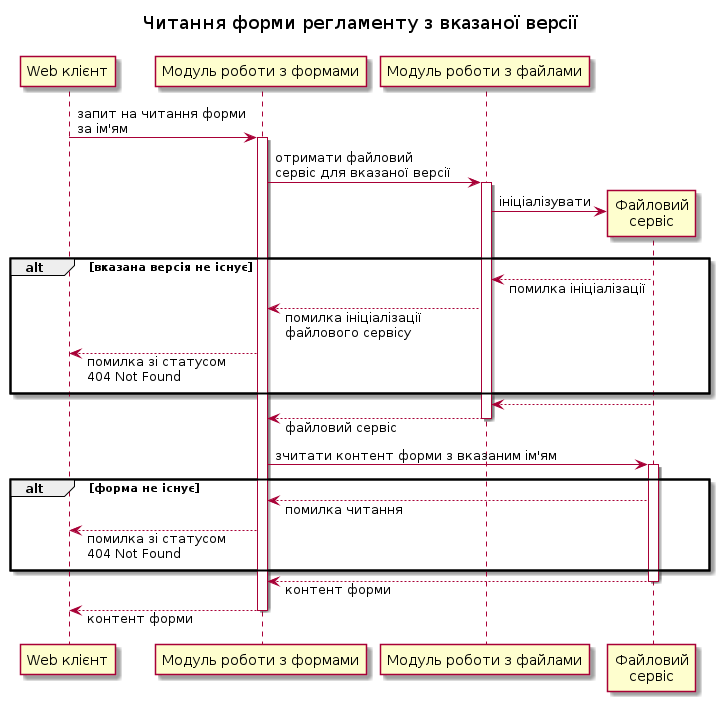 Читання форми регламенту з вказаної версії
Web клієнт
Модуль роботи з формами
Модуль роботи з файлами
запит на читання форми
за ім'ям
отримати файловий
сервіс для вказаної версії
ініціалізувати
Файловий
сервіс
alt
[вказана версія не існує]
помилка ініціалізації
помилка ініціалізації
файлового сервісу
помилка зі статусом
404 Not Found
файловий сервіс
зчитати контент форми з вказаним ім'ям
alt
[форма не існує]
помилка читання
помилка зі статусом
404 Not Found
контент форми
контент форми
Web клієнт
Модуль роботи з формами
Модуль роботи з файлами
Файловий
сервіс